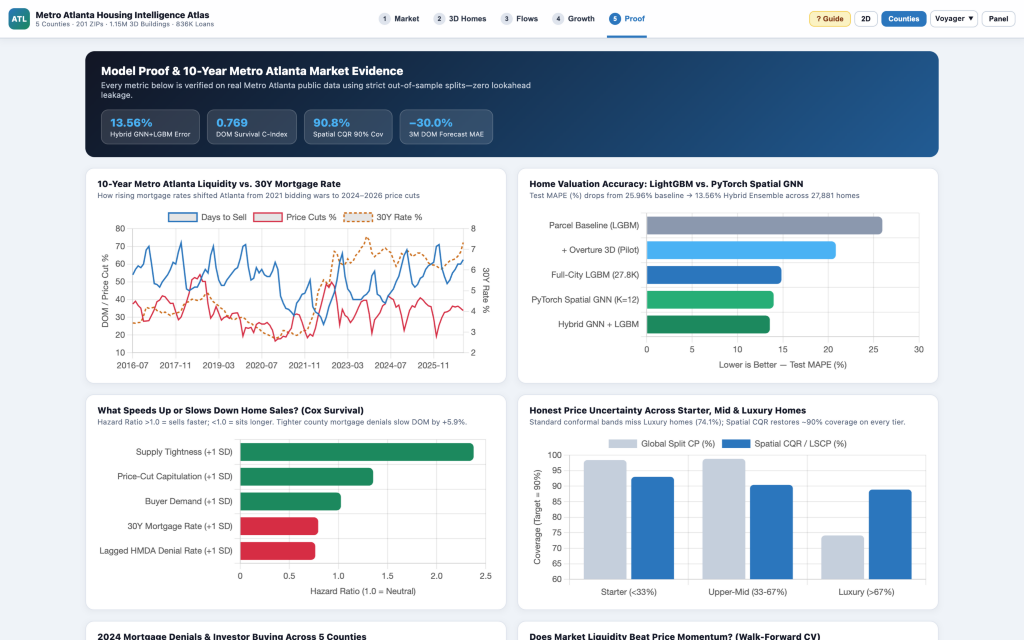 ATL
Metro Atlanta Housing Intelligence Atlas
5 Counties · 201 ZIPs · 1.15M 3D Buildings · 836K Loans
1 Market
2 3D Homes
3 Flows
4 Growth
5 Proof
? Guide
2D
Counties
Voyager ▾
Panel
Model Proof & 10-Year Metro Atlanta Market Evidence
Every metric below is verified on real Metro Atlanta public data using strict out-of-sample splits—zero lookahead
leakage.
13.56%
Hybrid GNN+LGBM Error
0.769
DOM Survival C-Index
90.8%
Spatial CQR 90% Cov
−30.0%
3M DOM Forecast MAE
10-Year Metro Atlanta Liquidity vs. 30Y Mortgage Rate
How rising mortgage rates shifted Atlanta from 2021 bidding wars to 2024–2026 price cuts
Days to Sell
Price Cuts %
30Y Rate %
DOM / Price Cut %
80
70
60
50
40
30
20
10
8
7
6
5
4
3
2
30Y Rate %
2016-07
2017-11
2019-03
2020-07
2021-11
2023-03
2024-07
2025-11
Home Valuation Accuracy: LightGBM vs. PyTorch Spatial GNN
Test MAPE (%) drops from 25.96% baseline → 13.56% Hybrid Ensemble across 27,881 homes
Parcel Baseline (LGBM)
+ Overture 3D (Pilot)
Full-City LGBM (27.8K)
PyTorch Spatial GNN (K=12)
Hybrid GNN + LGBM
0
5
10
15
20
25
30
Lower is Better — Test MAPE (%)
What Speeds Up or Slows Down Home Sales? (Cox Survival)
Hazard Ratio >1.0 = sells faster; <1.0 = sits longer. Tighter county mortgage denials slow DOM by +5.9%.
Supply Tightness (+1 SD)
Price-Cut Capitulation (+1 SD)
Buyer Demand (+1 SD)
30Y Mortgage Rate (+1 SD)
Lagged HMDA Denial Rate (+1 SD)
0
0.5
1.0
1.5
2.0
2.5
Hazard Ratio (1.0 = Neutral)
Honest Price Uncertainty Across Starter, Mid & Luxury Homes
Standard conformal bands miss Luxury homes (74.1%); Spatial CQR restores ~90% coverage on every tier.
Global Split CP (%)
Spatial CQR / LSCP (%)
Coverage (Target = 90%)
100
95
90
85
80
75
70
65
60
Starter (<33%)
Upper-Mid (33-67%)
Luxury (>67%)
2024 Mortgage Denials & Investor Buying Across 5 Counties
Does Market Liquidity Beat Price Momentum? (Walk-Forward CV)